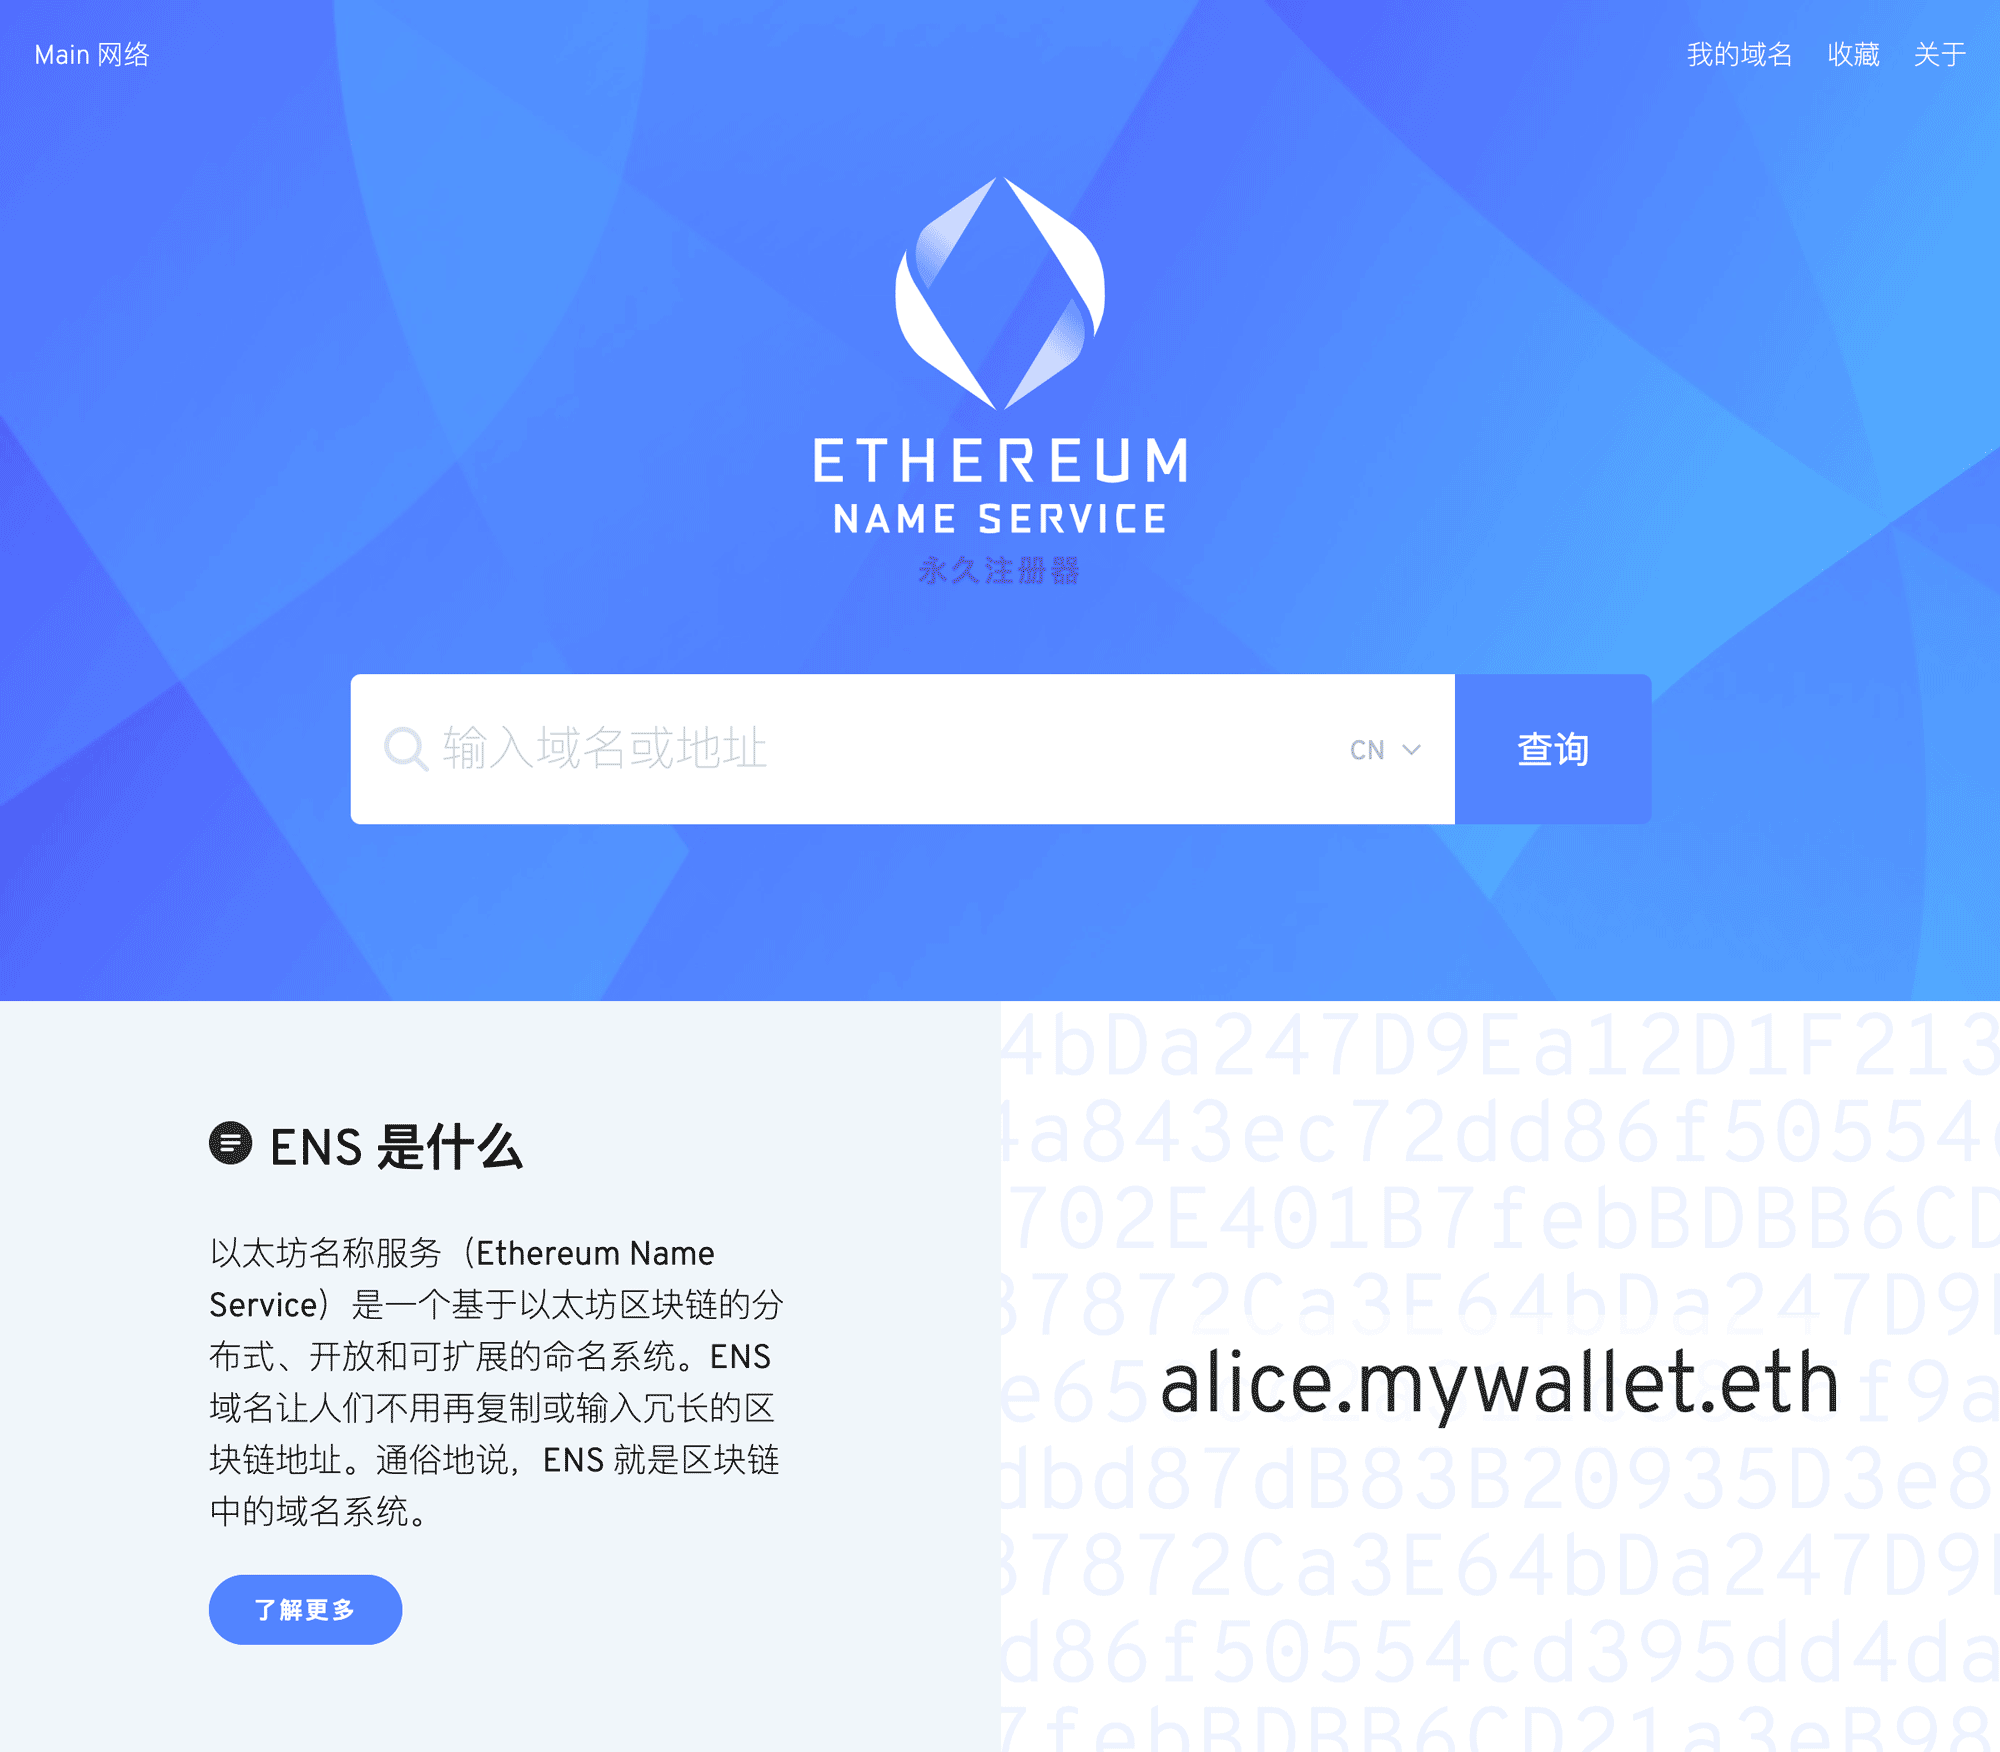 Main 网络
我的域名 收藏 关于
ETHEREUM
NAME SERVICE
永久注册器
输入域名或地址
CN
查询
ENS 是什么
以太坊名称服务（Ethereum Name
Service）是一个基于以太坊区块链的分
布式、开放和可扩展的命名系统。ENS
域名让人们不用再复制或输入冗长的区
块链地址。通俗地说，ENS 就是区块链
中的域名系统。
了解更多
4bDa247D9Ea12D1F213
4a843ec72dd86f50554
702E401B7febBDBB6CD
87872Ca3E64bDa247D9
alice.mywallet.eth
dbd87dB83B20935D3e8
37872Ca3E64bDa247D9
d86f50554cd395dd4da
7febBDBB6CD21a3eB98